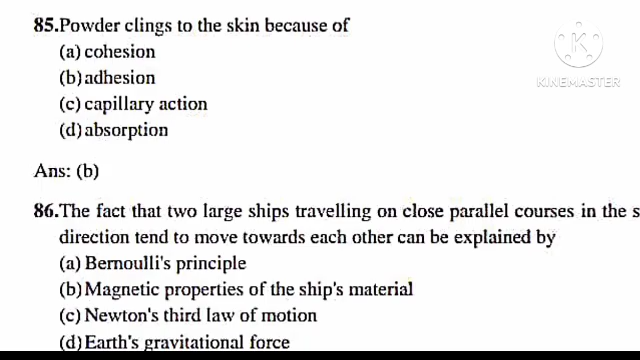 85.Powder clings to the skin because of
(a) cohesion
(b) adhesion
(c) capillary action
(d) absorption
Ans: (b)
86.The fact that two large ships travelling on close parallel courses in the s
direction tend to move towards each other can be explained by
(a) Bernoulli's principle
(b) Magnetic properties of the ship's material
(c) Newton's third law of motion
(d) Earth's gravitational force
K
KINEMASTER